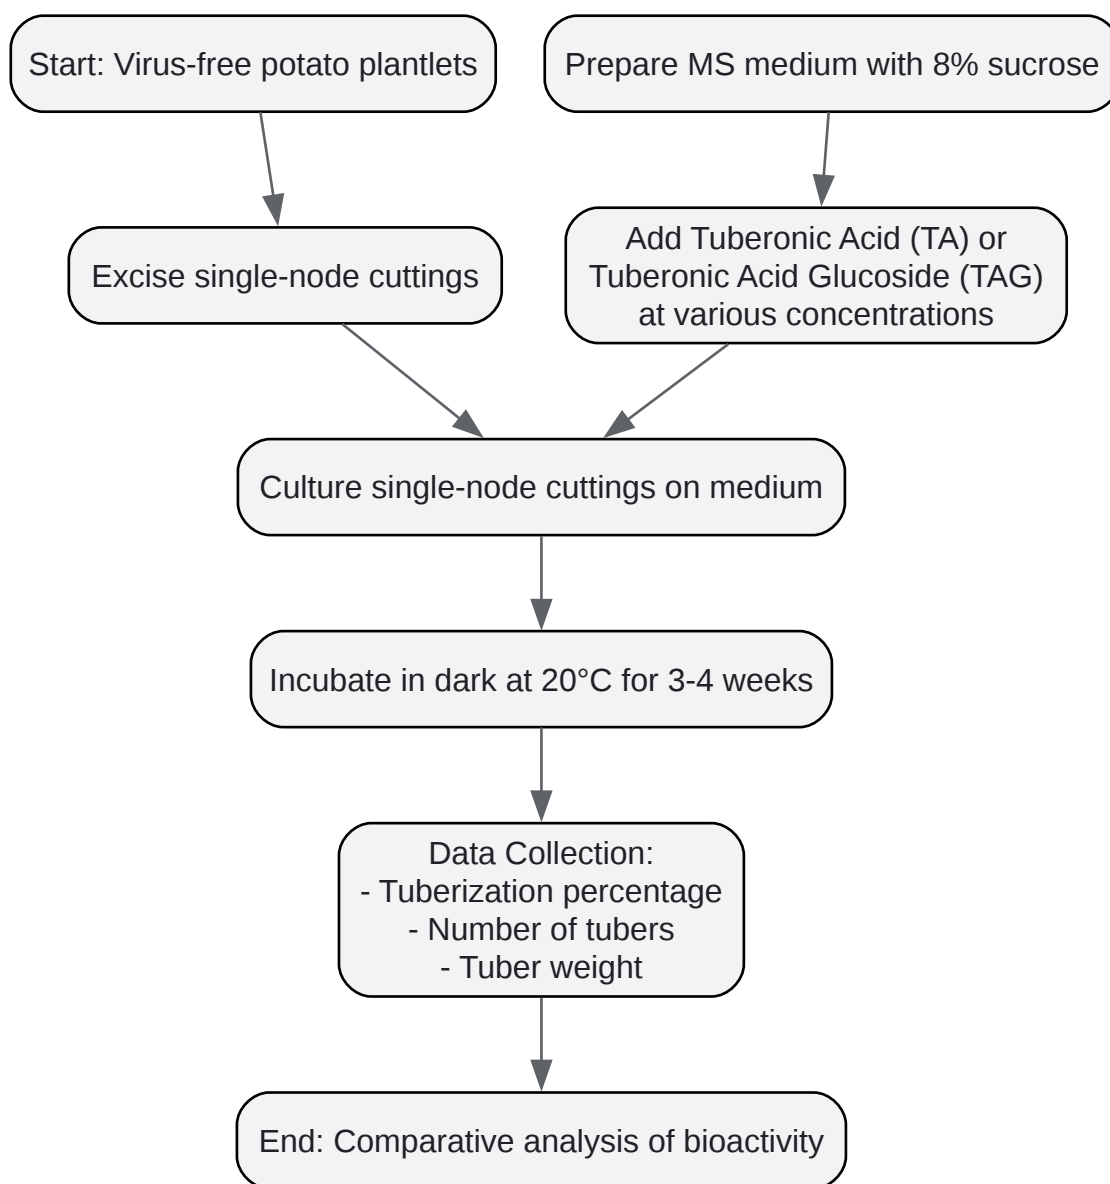 Start: Virus-free potato plantlets
Prepare MS medium with 8% sucrose
Excise single-node cuttings
Add Tuberonic Acid (TA) or
Tuberonic Acid Glucoside (TAG)
at various concentrations
Culture single-node cuttings on medium
Incubate in dark at 20°C for 3-4 weeks
Data Collection:
- Tuberization percentage
- Number of tubers
- Tuber weight
End: Comparative analysis of bioactivity